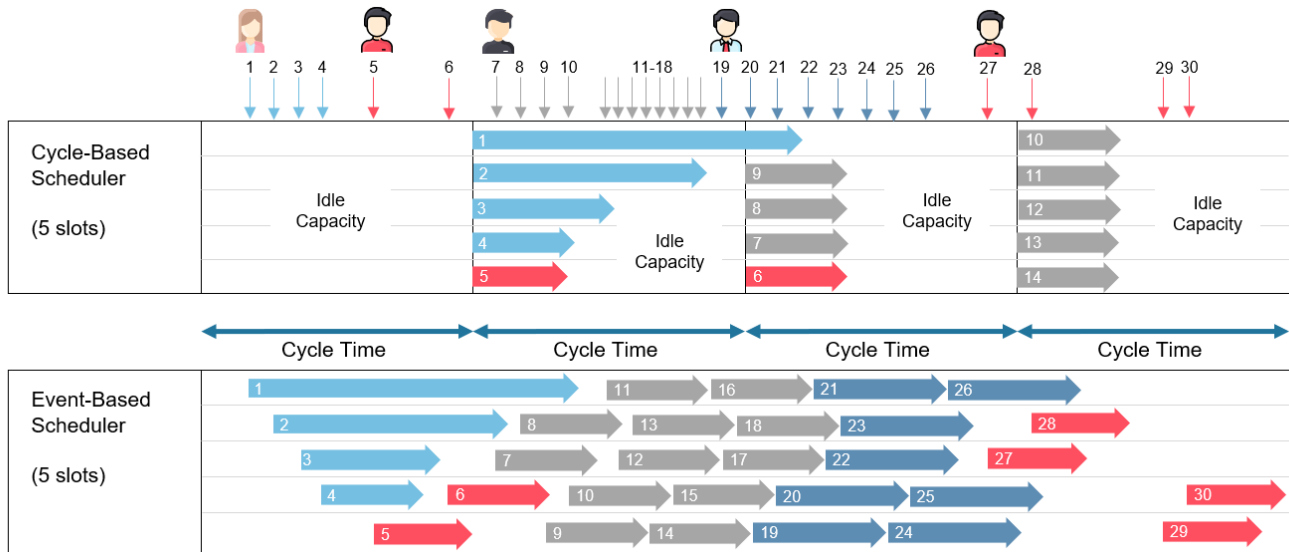 1 2 3 4 5 6 7 8 9 10 11-18 19 20 21 22 23 24 25 26 27 28 29 30
Cycle-Based
Scheduler
(5 slots)
Idle
Capacity
1
2
3
4
5
Idle
Capacity
9
8
7
6
Idle
Capacity
10
11
12
13
14
Idle
Capacity
Cycle Time Cycle Time Cycle Time Cycle Time
Event-Based
Scheduler
(5 slots)
1 11 16 21 26
2 8 13 18 23 28
3 7 12 17 22 27
4 6 10 15 20 25 30
5 9 14 19 24 29